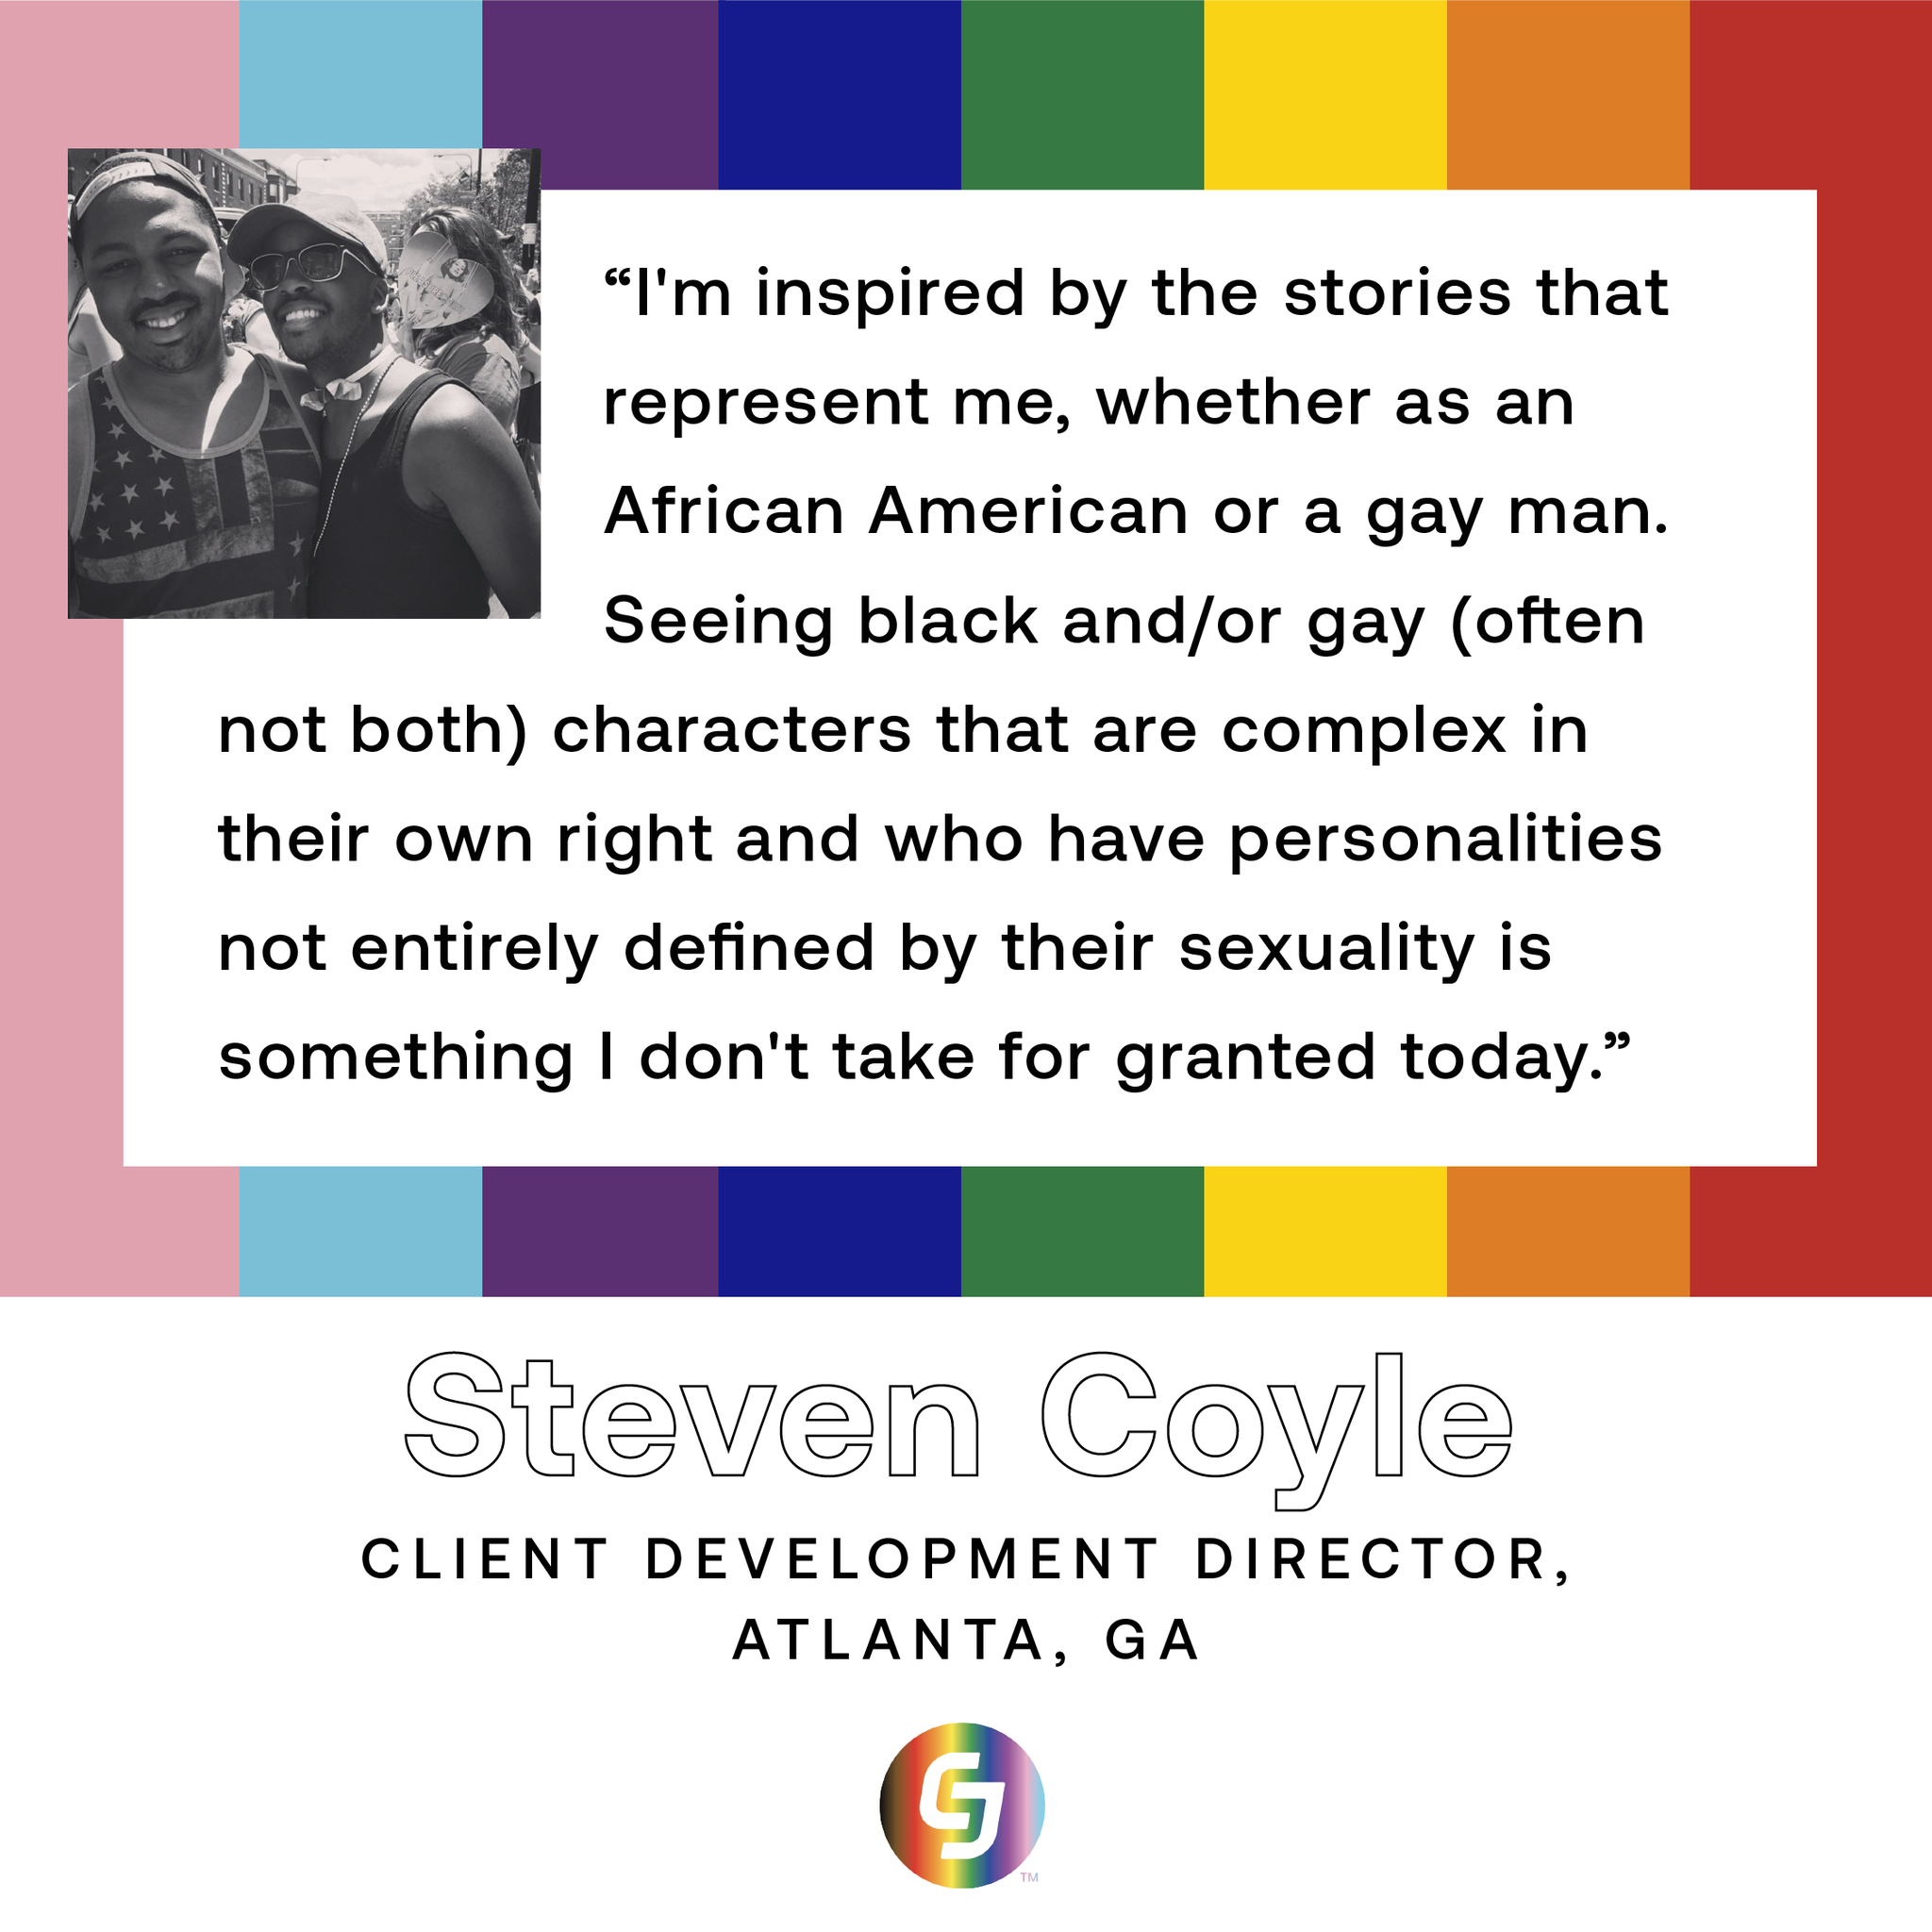 “I'm inspired by the stories that
represent me, whether as an
African American or a gay man.
Seeing black and/or gay (often
not both) characters that are complex in
their own right and who have personalities
not entirely defined by their sexuality is
something I don't take for granted today.”
Steven Coyle
CLIENT DEVELOPMENT DIRECTOR,
ATLANTA, GA
TM